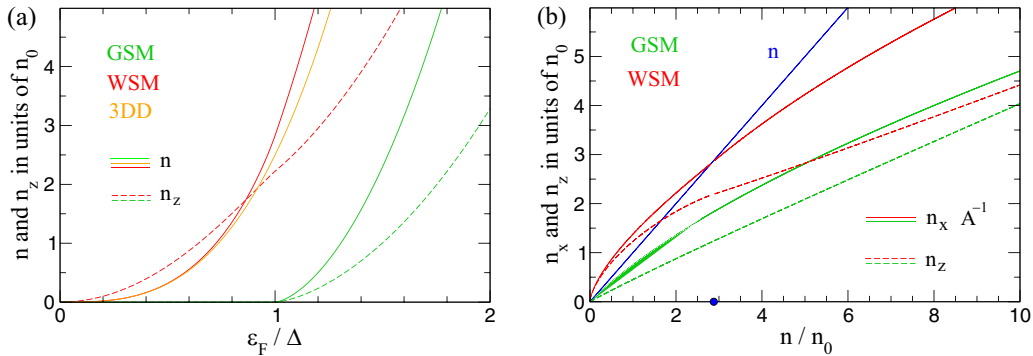 (a)
n and n_z in units of n_0
5
4
3
2
1
0
GSM
WSM
3DD
n
n_z
0
1
2
ε_F / Δ
(b)
n_x and n_z in units of n_0
5
4
3
2
1
0
n
GSM
WSM
n_x A^{-1}
n_z
0
2
4
6
8
10
n / n_0